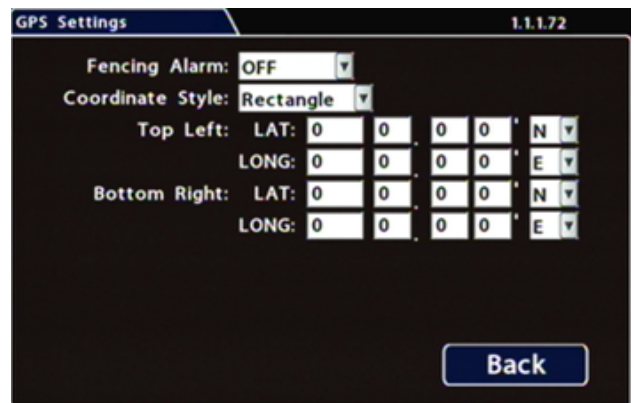 GPS Settings 1.1.1.72
Fencing Alarm: OFF
Coordinate Style: Rectangle
Top Left: LAT: 0 0 . 0 0 ' N
LONG: 0 0 . 0 0 ' E
Bottom Right: LAT: 0 0 . 0 0 ' N
LONG: 0 0 . 0 0 ' E
Back